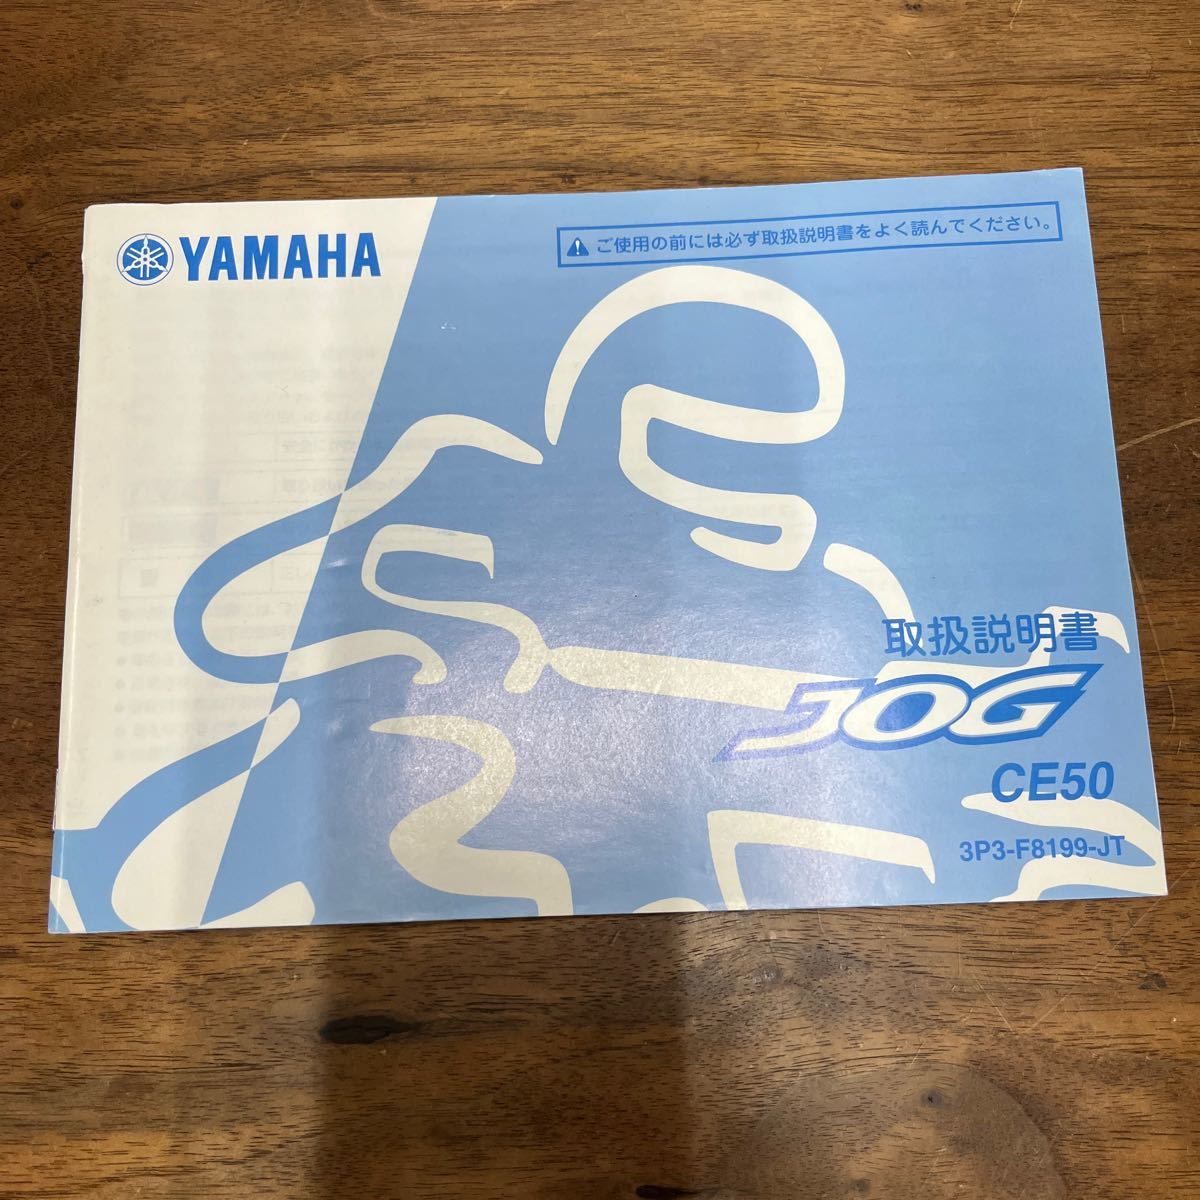 YAMAHA
ご使用の前には必ず取扱説明書をよく読んでください。
取扱説明書
JOG
CE50
3P3-F8199-JT